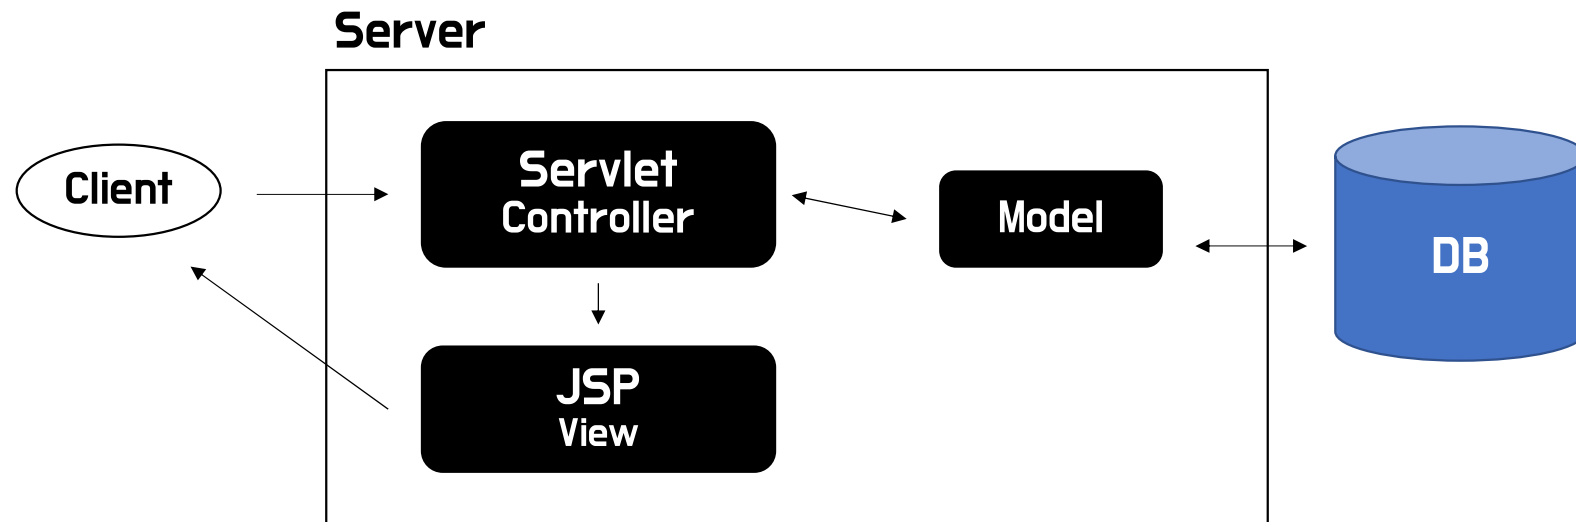 Server
Client
Servlet
Controller
Model
DB
JSP
View